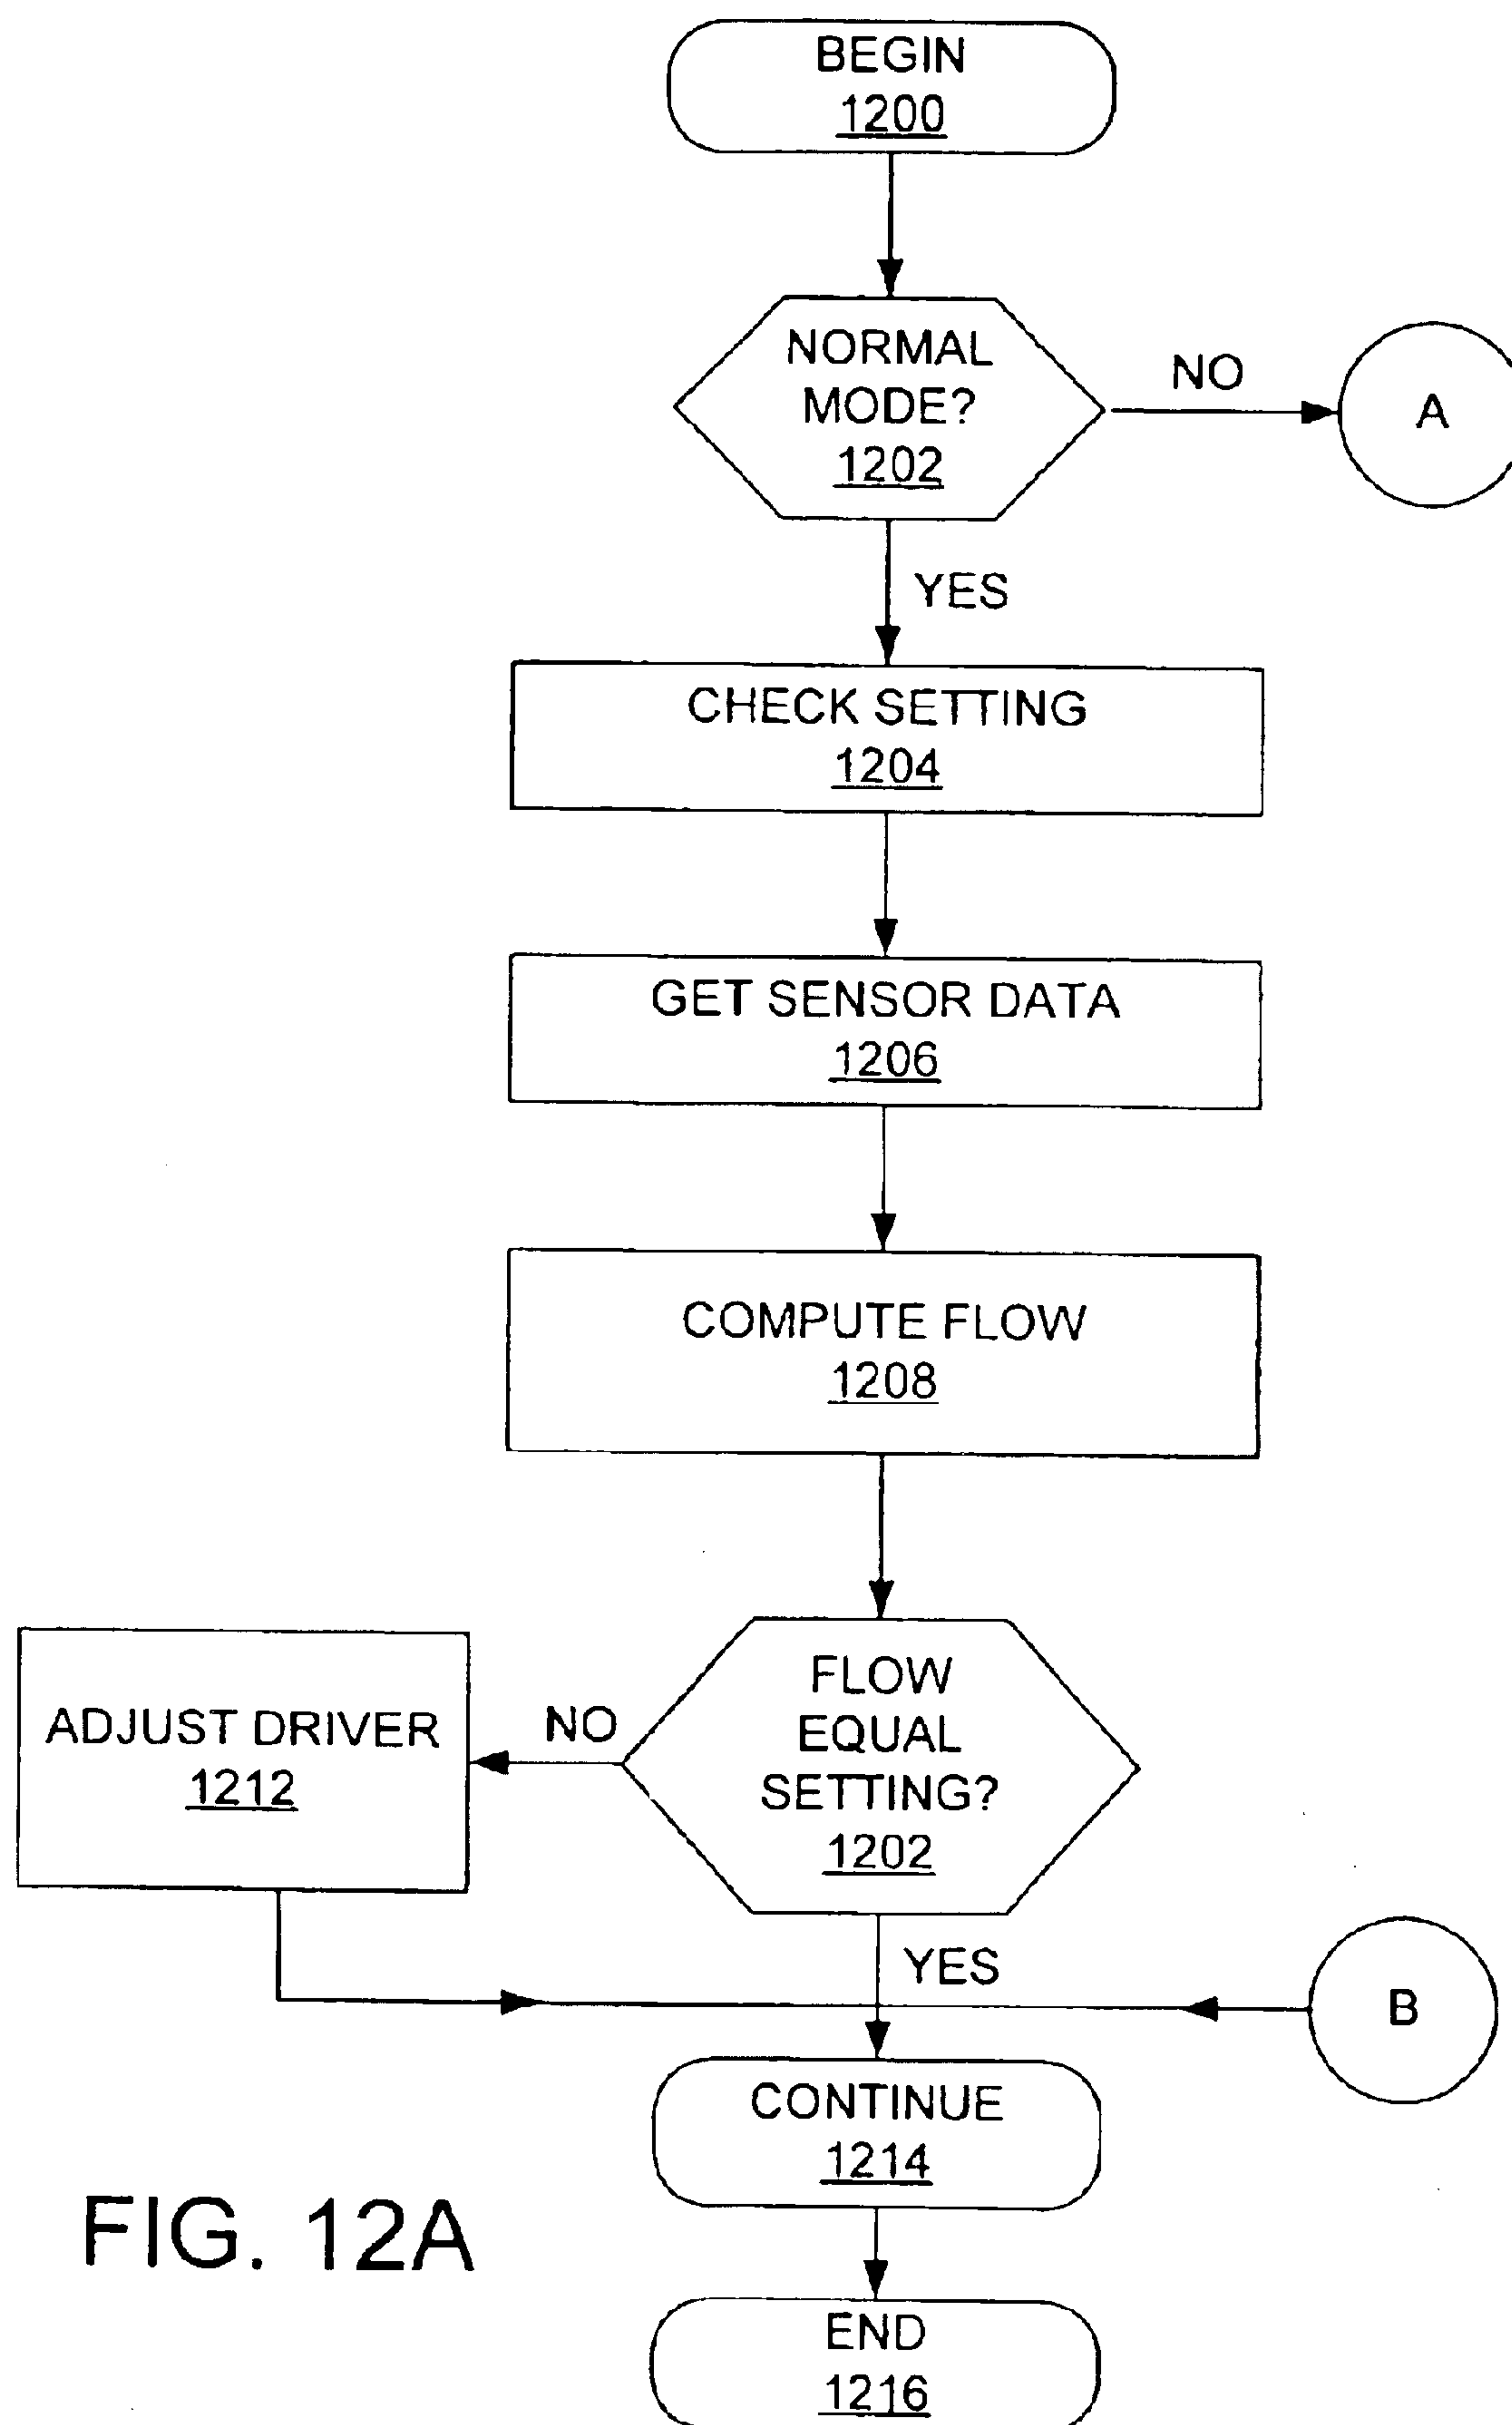 BEGIN
1200
NORMAL
MODE?
1202
NO
A
YES
CHECK SETTING
1204
GET SENSOR DATA
1206
COMPUTE FLOW
1208
FLOW
EQUAL
SETTING?
1202
NO
ADJUST DRIVER
1212
YES
B
CONTINUE
1214
END
1216
FIG. 12A